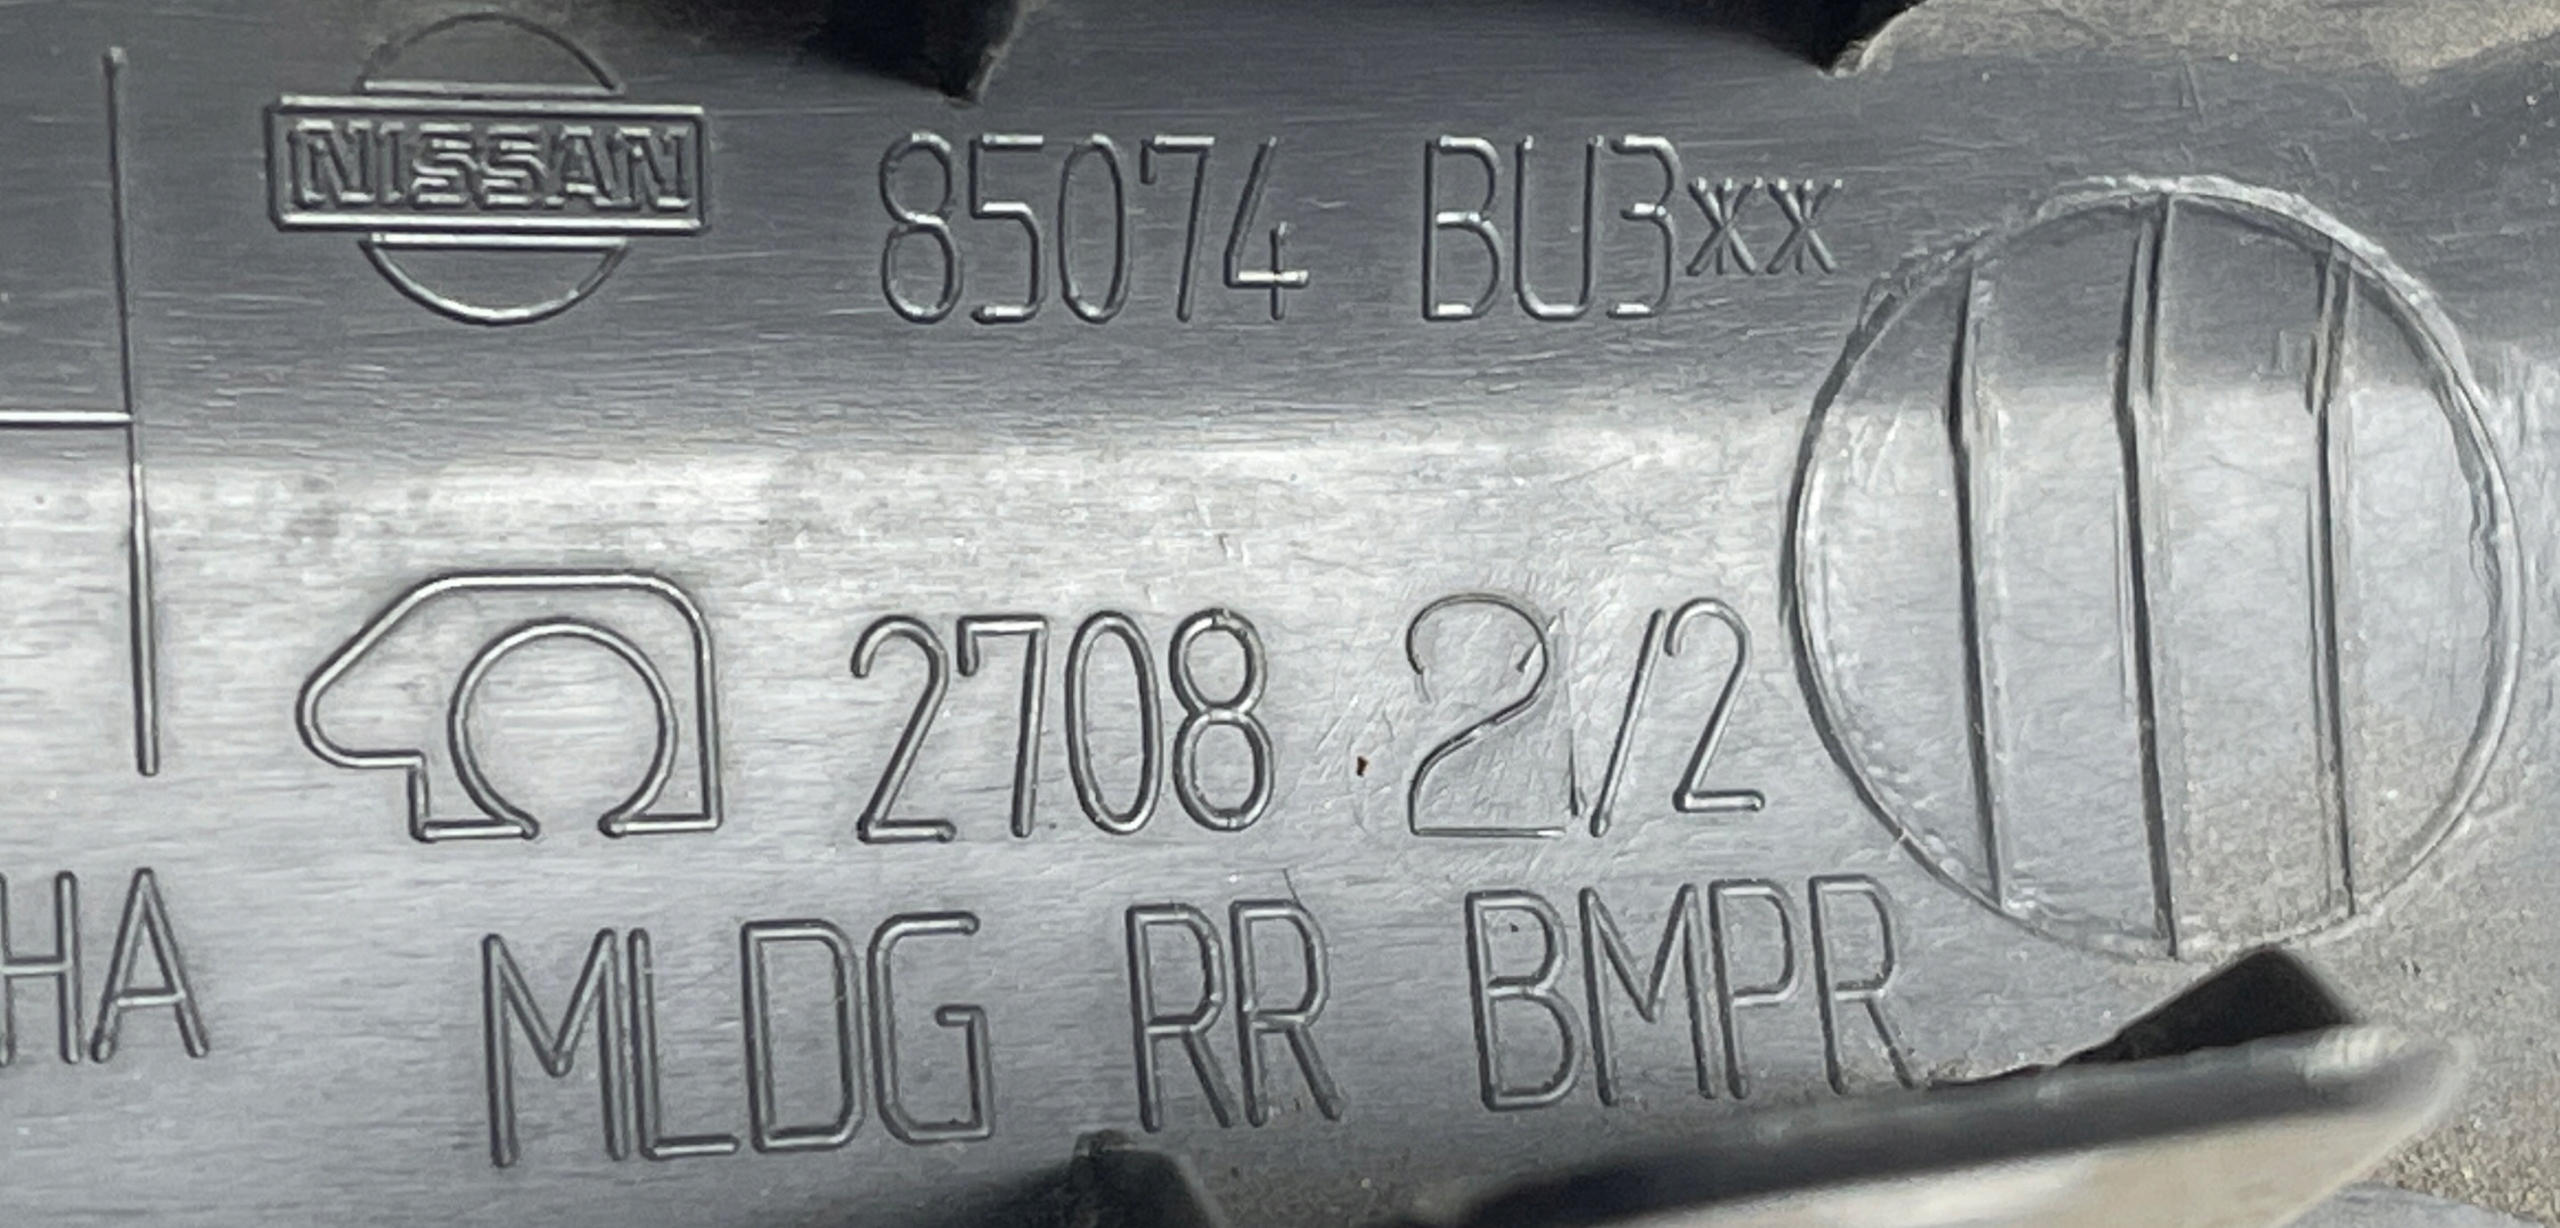 NISSAN 85074 BU3xx
2708 2/2
HA MLDG RR BMPR